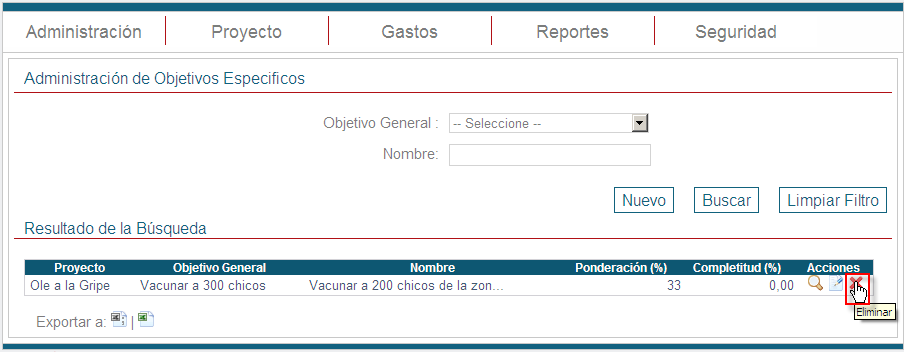 Administración Proyecto Gastos Reportes Seguridad
Administración de Objetivos Especificos
Objetivo General : -- Seleccione --
Nombre:
Nuevo Buscar Limpiar Filtro
Resultado de la Búsqueda
Proyecto Objetivo General Nombre Ponderación (%) Completitud (%) Acciones
Ole a la Gripe Vacunar a 300 chicos Vacunar a 200 chicos de la zon... 33 0,00
Eliminar
Exportar a: |